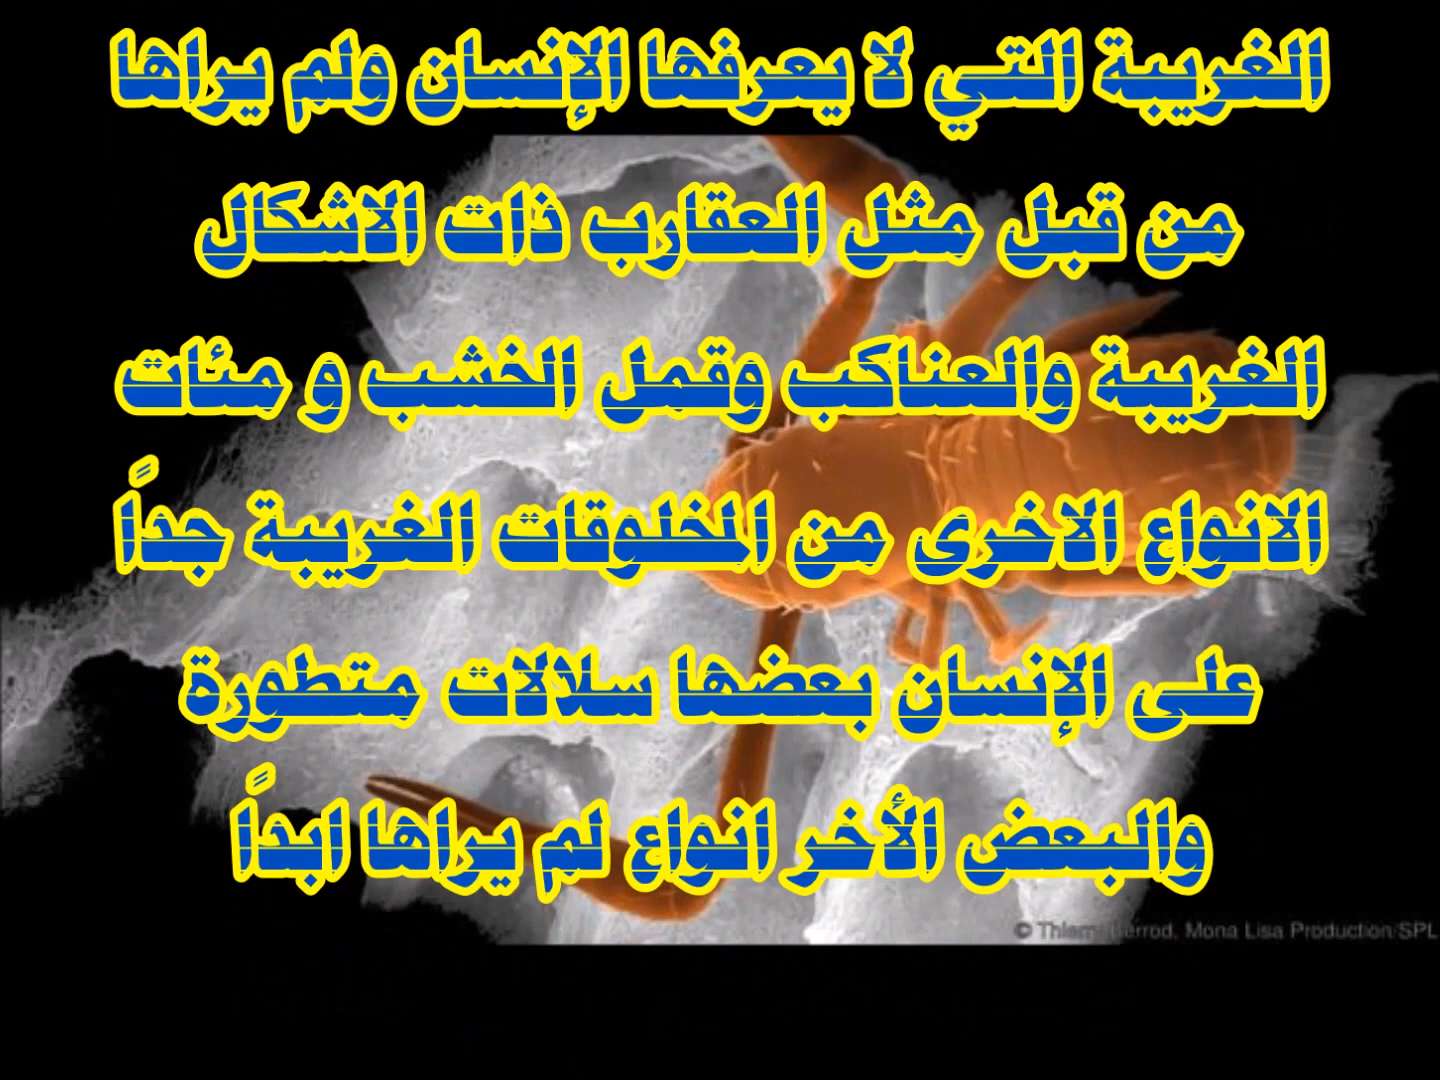 الغريبة التي لا يعرفها الإنسان ولم يراها
من قبل مثل العقارب ذات الاشكال
الغريبة والعناكب وقمل الخشب و مئات
الانواع الاخرى من المخلوقات الغريبة جداً
على الإنسان بعضها سلالات متطورة
والبعض الأخر انواع لم يراها ابداً
© Thierry Berrod, Mona Lisa Production/SPL